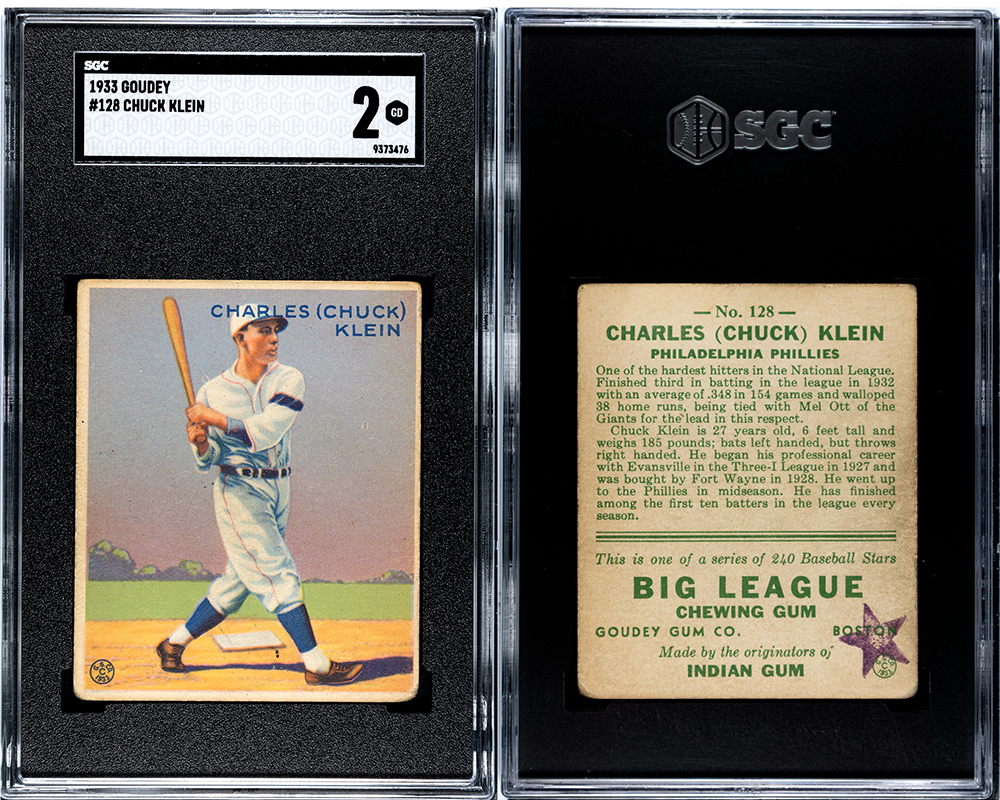 SGC
1933 GOUDEY
#128 CHUCK KLEIN
2 GD
9373476
CHARLES (CHUCK)
KLEIN
G.G.CO.
C
1933
SGC
— No. 128 —
CHARLES (CHUCK) KLEIN
PHILADELPHIA PHILLIES
One of the hardest hitters in the National League.
Finished third in batting in the league in 1932
with an average of .348 in 154 games and walloped
38 home runs, being tied with Mel Ott of the
Giants for the lead in this respect.
Chuck Klein is 27 years old, 6 feet tall and
weighs 185 pounds; bats left handed, but throws
right handed. He began his professional career
with Evansville in the Three-I League in 1927 and
was bought by Fort Wayne in 1928. He went up
to the Phillies in midseason. He has finished
among the first ten batters in the league every
season.
This is one of a series of 240 Baseball Stars
BIG LEAGUE
CHEWING GUM
GOUDEY GUM CO. BOSTON
Made by the originators of
INDIAN GUM
1933